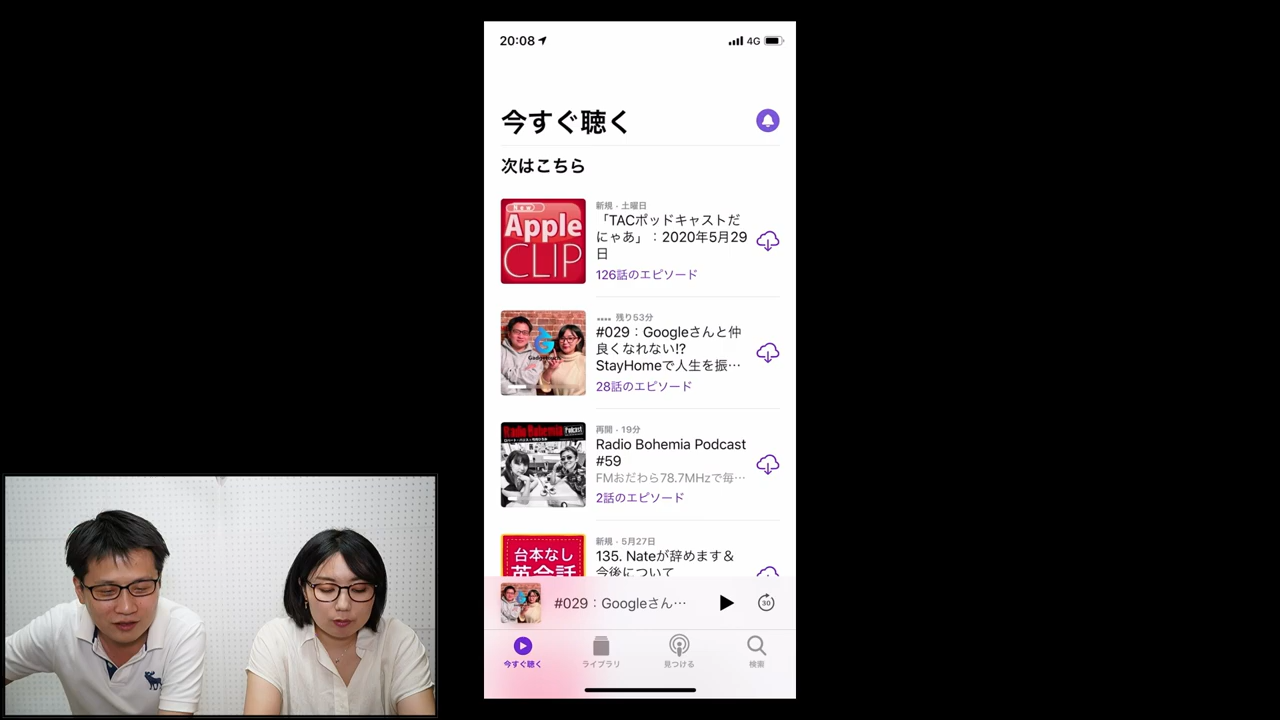 20:08
4G
今すぐ聴く
次はこちら
New
Apple
CLIP
新規・土曜日
「TACポッドキャストだ
にゃあ」：2020年5月29
日
126話のエピソード
残り53分
#029：Googleさんと仲
良くなれない!?
StayHomeで人生を振…
28話のエピソード
Radio Bohemia Podcast
再開・19分
Radio Bohemia Podcast
#59
FMおだわら78.7MHzで毎…
2話のエピソード
台本なし
英会話
新規・5月27日
135. Nateが辞めます＆
今後について
#029：Googleさん…
30
今すぐ聴く
ライブラリ
見つける
検索